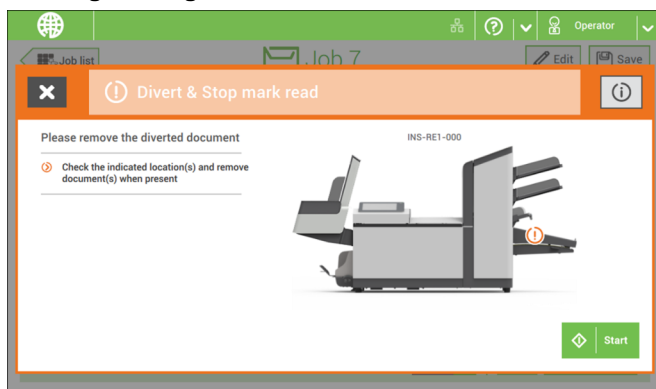 Operator
Job list
Job 7
Edit
Save
Divert & Stop mark read
Please remove the diverted document
INS-RE1-000
Check the indicated location(s) and remove
document(s) when present
Start